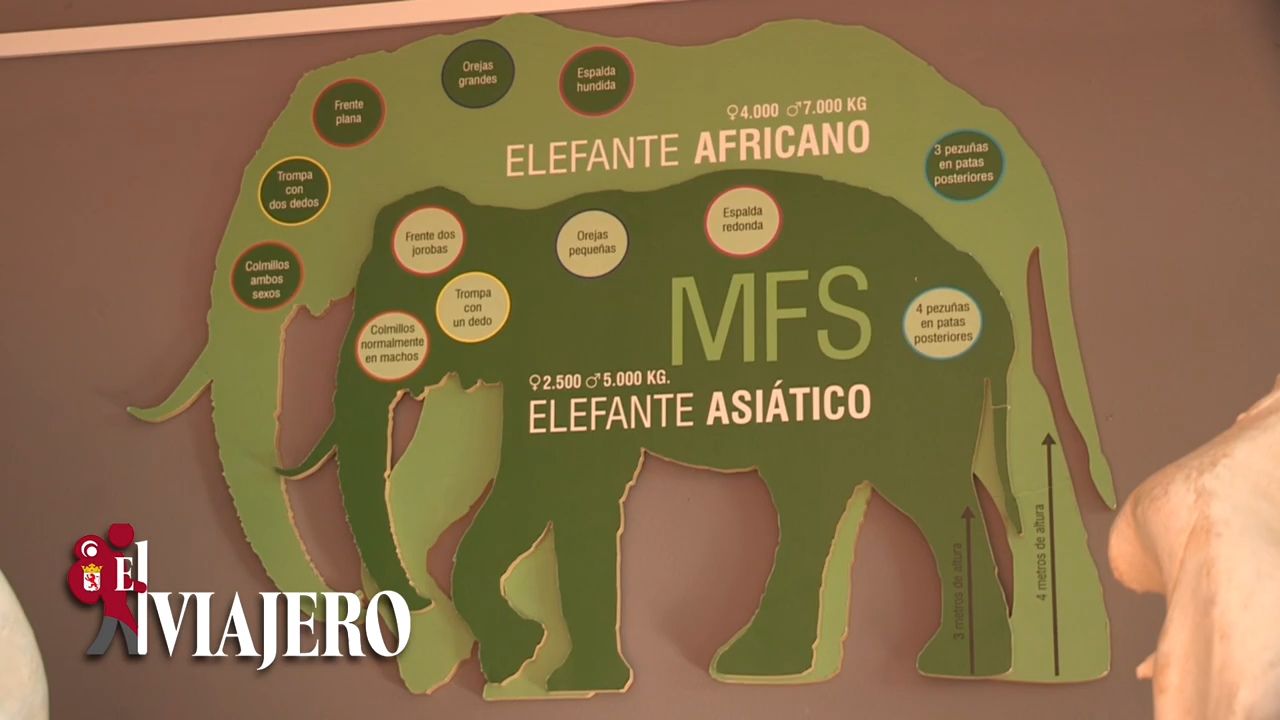 Orejas
grandes
Espalda
hundida
Frente
plana
♀4.000 ♂7.000 KG
ELEFANTE AFRICANO
3 pezuñas
en patas
posteriores
Trompa
con
dos dedos
Colmillos
ambos
sexos
Frente dos
jorobas
Orejas
pequeñas
Espalda
redonda
Trompa
con
un dedo
Colmillos
normalmente
en machos
MFS
4 pezuñas
en patas
posteriores
♀2.500 ♂5.000 KG.
ELEFANTE ASIÁTICO
3 metros de altura
4 metros de altura
El
VIAJERO